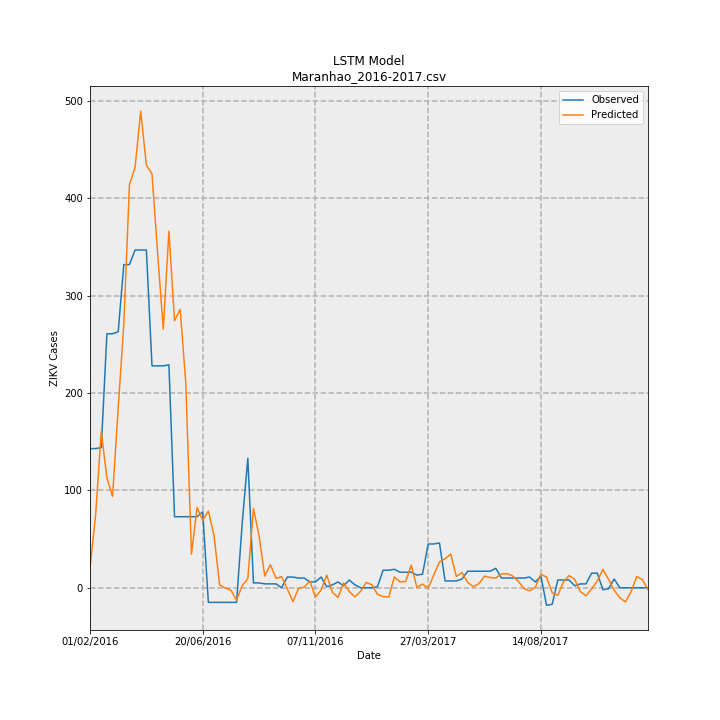 LSTM Model
Maranhao_2016-2017.csv
Observed
Predicted
500
400
300
200
100
0
ZIKV Cases
01/02/2016 20/06/2016 07/11/2016 27/03/2017 14/08/2017
Date